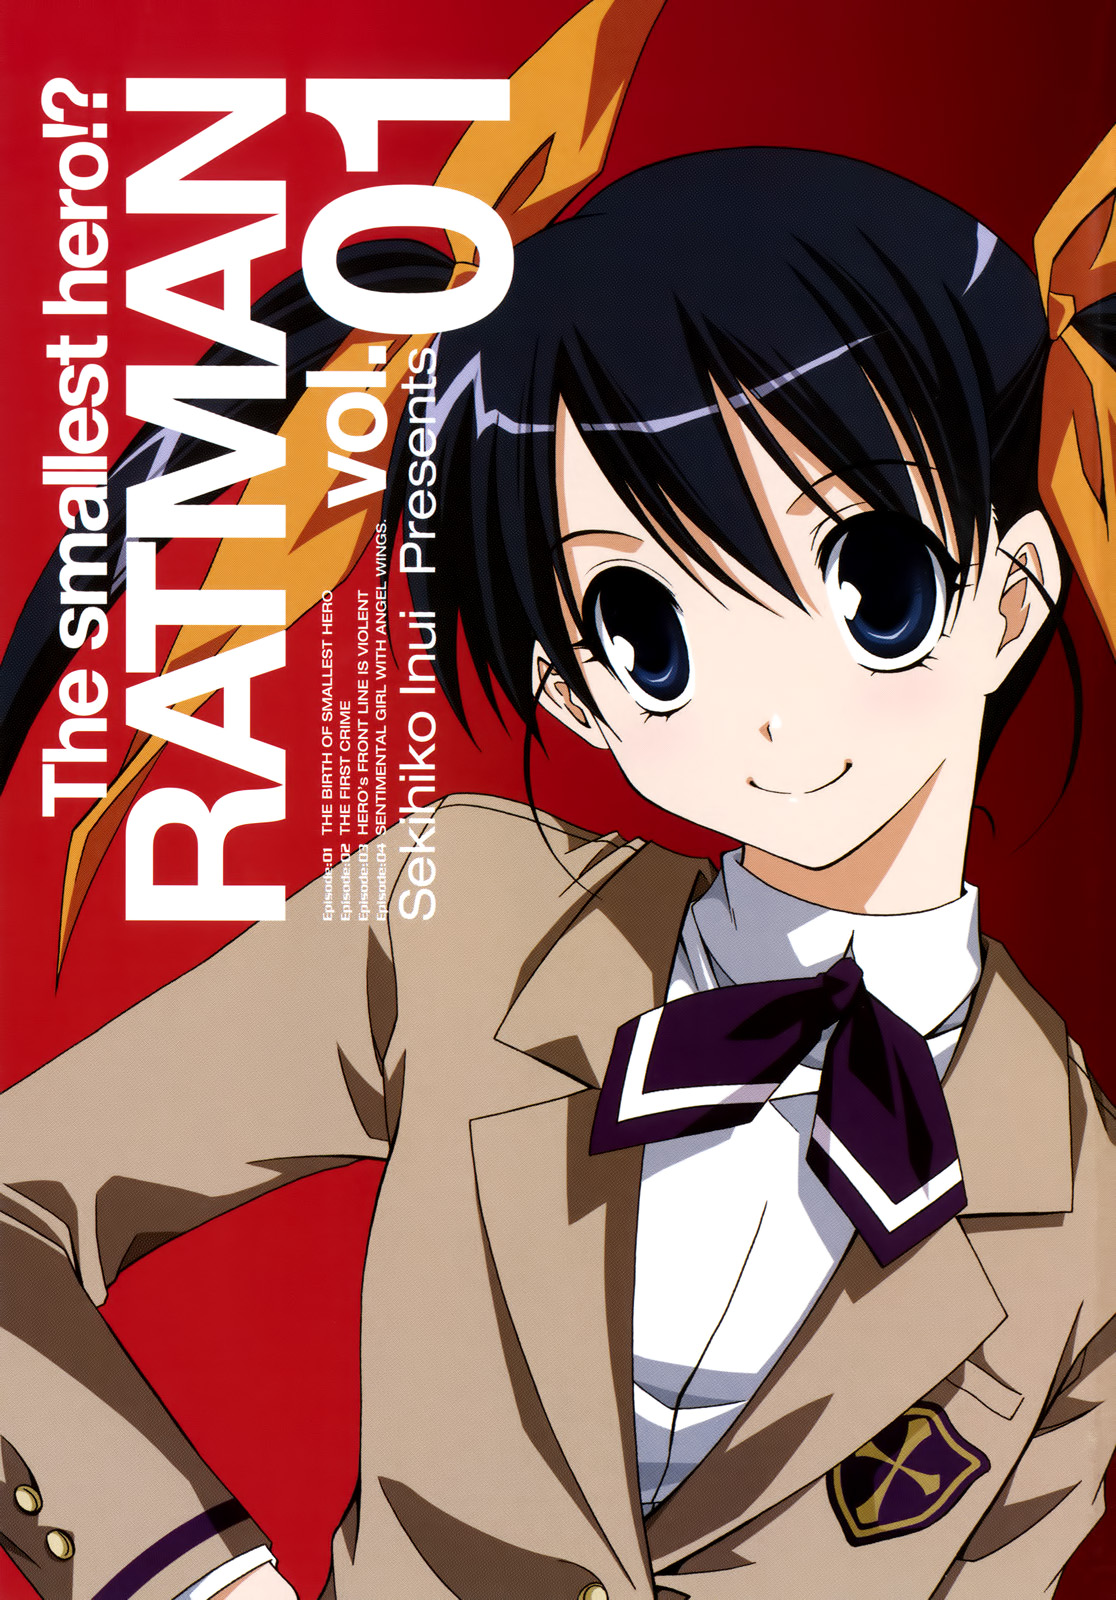 The smallest hero!?
RATMAN
vol.01
Episode:01 THE BIRTH OF SMALLEST HERO
Episode:02 THE FIRST CRIME
Episode:03 HERO's FRONT LINE IS VIOLENT
Episode:04 SENTIMENTAL GIRL WITH ANGEL WINGS.
Sekihiko Inui Presents